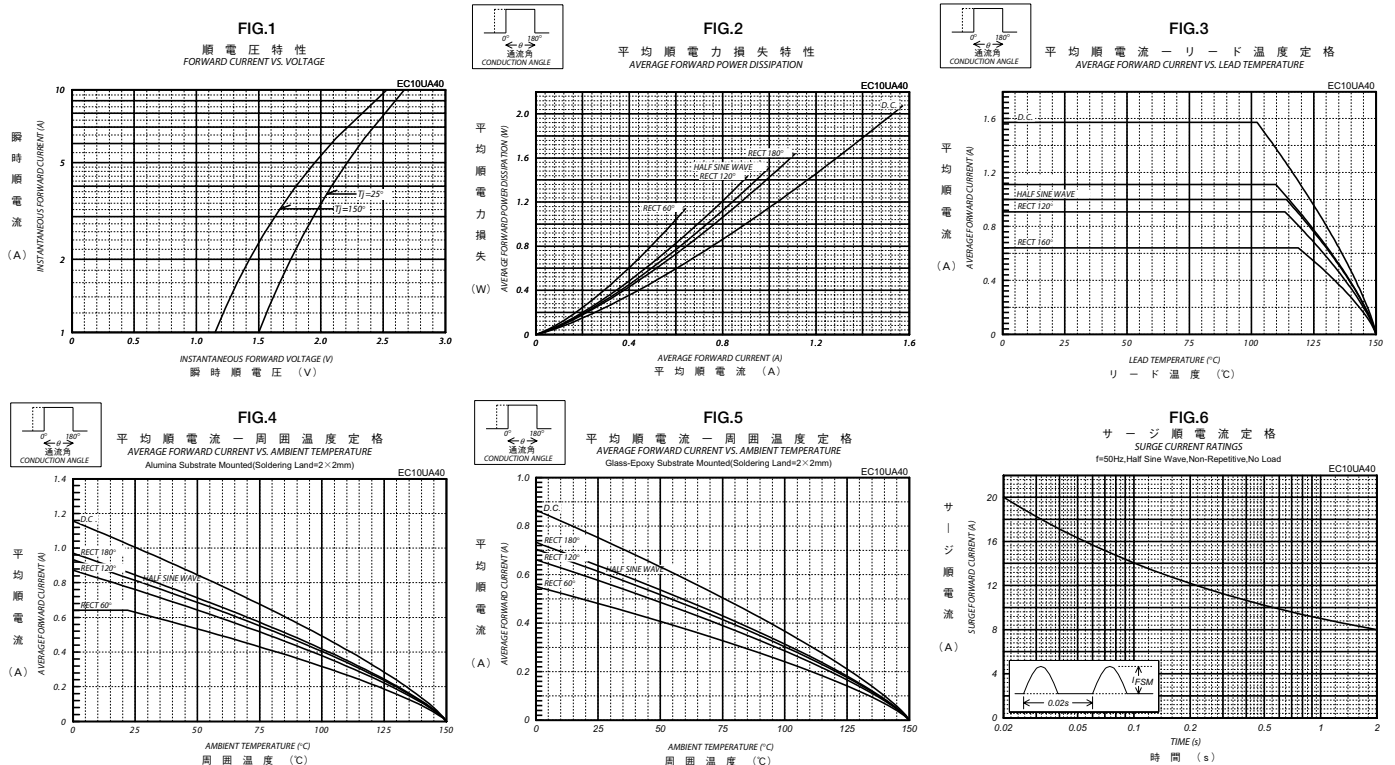 FIG.1
順 電 圧 特 性
FORWARD CURRENT VS. VOLTAGE
EC10UA40
10
5
2
1
瞬 時 順 電 流 (A)
INSTANTANEOUS FORWARD CURRENT (A)
Tj=25°
Tj=150°
0 0.5 1.0 1.5 2.0 2.5 3.0
INSTANTANEOUS FORWARD VOLTAGE (V)
瞬 時 順 電 圧 (V)
0° 180°
θ
通流角
CONDUCTION ANGLE
FIG.2
平 均 順 電 力 損 失 特 性
AVERAGE FORWARD POWER DISSIPATION
EC10UA40
2.0
1.6
1.2
0.8
0.4
0
平 均 順 電 力 損 失 (W)
AVERAGE FORWARD POWER DISSIPATION (W)
D.C.
RECT 180°
HALF SINE WAVE
RECT 120°
RECT 60°
0 0.4 0.8 1.2 1.6
AVERAGE FORWARD CURRENT (A)
平 均 順 電 流 (A)
0° 180°
θ
通流角
CONDUCTION ANGLE
FIG.3
平 均 順 電 流 ー リ ー ド 温 度 定 格
AVERAGE FORWARD CURRENT VS. LEAD TEMPERATURE
EC10UA40
1.6
1.2
0.8
0.4
0
平 均 順 電 流 (A)
AVERAGE FORWARD CURRENT (A)
D.C.
HALF SINE WAVE
RECT 120°
RECT 160°
0 25 50 75 100 125 150
LEAD TEMPERATURE (°C)
リ ー ド 温 度 (℃)
0° 180°
θ
通流角
CONDUCTION ANGLE
FIG.4
平 均 順 電 流 ー 周 囲 温 度 定 格
AVERAGE FORWARD CURRENT VS. AMBIENT TEMPERATURE
Alumina Substrate Mounted(Soldering Land=2×2mm)
EC10UA40
1.4
1.2
1.0
0.8
0.6
0.4
0.2
0
平 均 順 電 流 (A)
AVERAGE FORWARD CURRENT (A)
D.C.
RECT 180°
HALF SINE WAVE
RECT 120°
RECT 60°
0 25 50 75 100 125 150
AMBIENT TEMPERATURE (°C)
周 囲 温 度 (℃)
0° 180°
θ
通流角
CONDUCTION ANGLE
FIG.5
平 均 順 電 流 ー 周 囲 温 度 定 格
AVERAGE FORWARD CURRENT VS. AMBIENT TEMPERATURE
Glass-Epoxy Substrate Mounted(Soldering Land=2×2mm)
EC10UA40
1.0
0.8
0.6
0.4
0.2
0
平 均 順 電 流 (A)
AVERAGE FORWARD CURRENT (A)
D.C.
RECT 180°
RECT 120°
HALF SINE WAVE
RECT 60°
0 25 50 75 100 125 150
AMBIENT TEMPERATURE (°C)
周 囲 温 度 (℃)
FIG.6
サ ー ジ 順 電 流 定 格
SURGE CURRENT RATINGS
f=50Hz,Half Sine Wave,Non-Repetitive,No Load
EC10UA40
20
16
12
8
4
0
サ ー ジ 順 電 流 (A)
SURGE FORWARD CURRENT (A)
IFSM
0.02s
0.02 0.05 0.1 0.2 0.5 1 2
TIME (s)
時 間 (s)